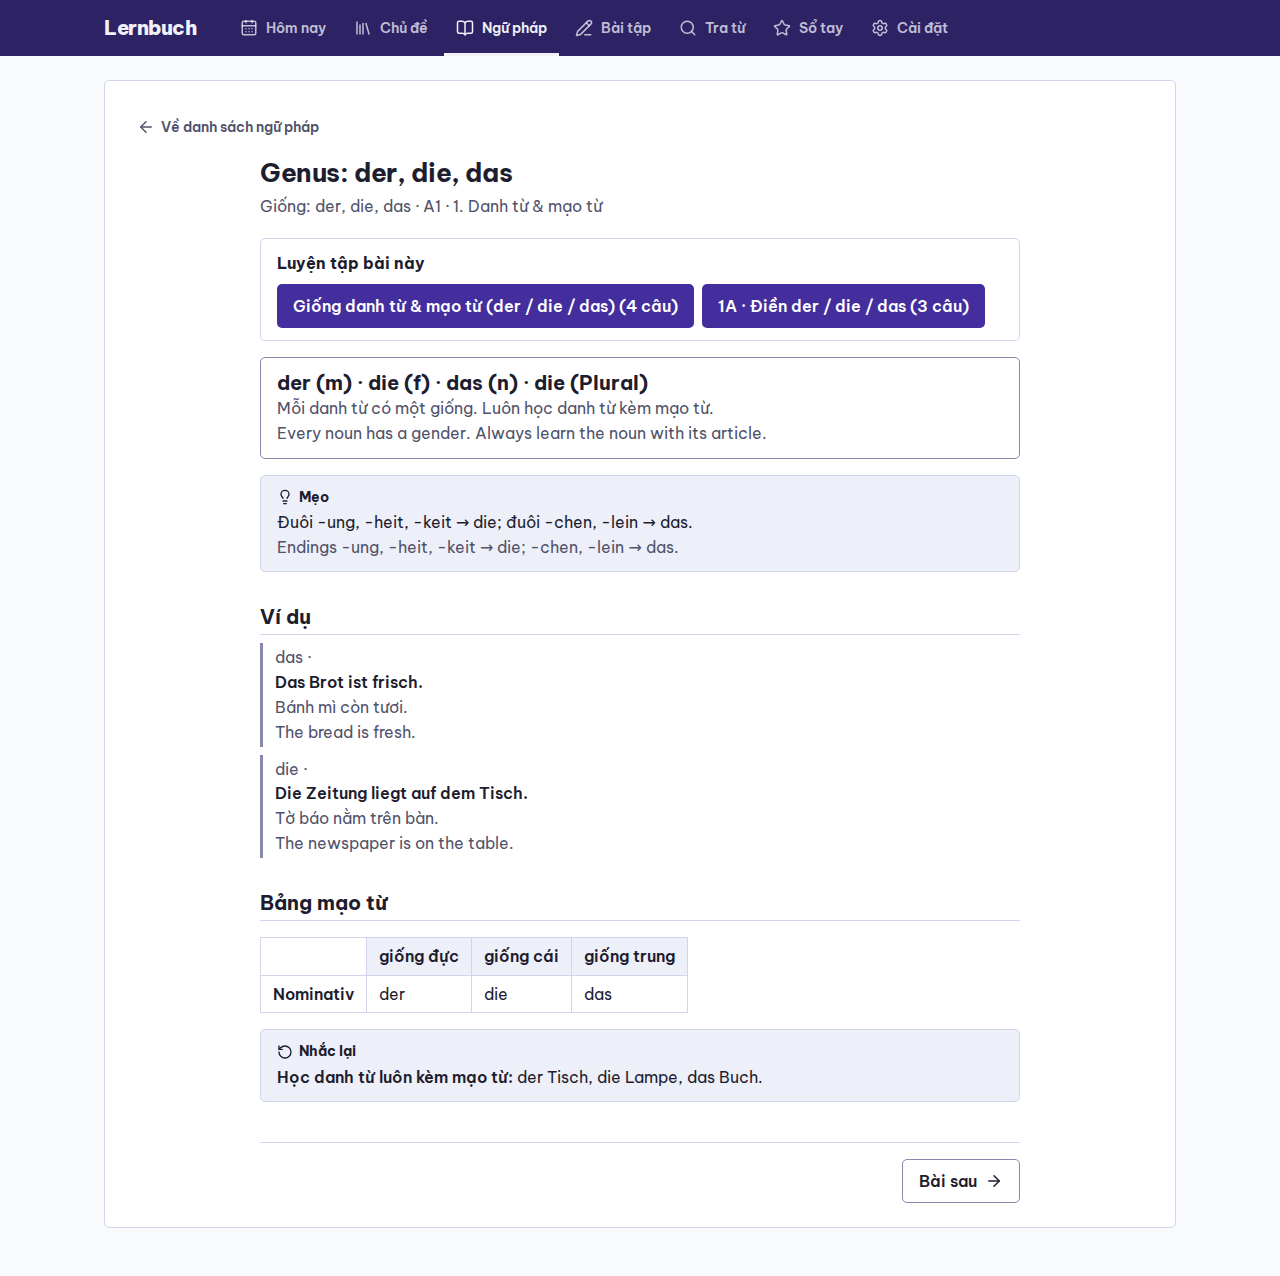 Lernbuch
Hôm nay
Chủ đề
Ngữ pháp
Bài tập
Tra từ
Sổ tay
Cài đặt
Về danh sách ngữ pháp
Genus: der, die, das
Giống: der, die, das · A1 · 1. Danh từ & mạo từ
Luyện tập bài này
Giống danh từ & mạo từ (der / die / das) (4 câu)
1A · Điền der / die / das (3 câu)
der (m) · die (f) · das (n) · die (Plural)
Mỗi danh từ có một giống. Luôn học danh từ kèm mạo từ.
Every noun has a gender. Always learn the noun with its article.
Mẹo
Đuôi -ung, -heit, -keit → die; đuôi -chen, -lein → das.
Endings -ung, -heit, -keit → die; -chen, -lein → das.
Ví dụ
das ·
Das Brot ist frisch.
Bánh mì còn tươi.
The bread is fresh.
die ·
Die Zeitung liegt auf dem Tisch.
Tờ báo nằm trên bàn.
The newspaper is on the table.
Bảng mạo từ
giống đực giống cái giống trung
Nominativ der die das
Nhắc lại
Học danh từ luôn kèm mạo từ: der Tisch, die Lampe, das Buch.
Bài sau →